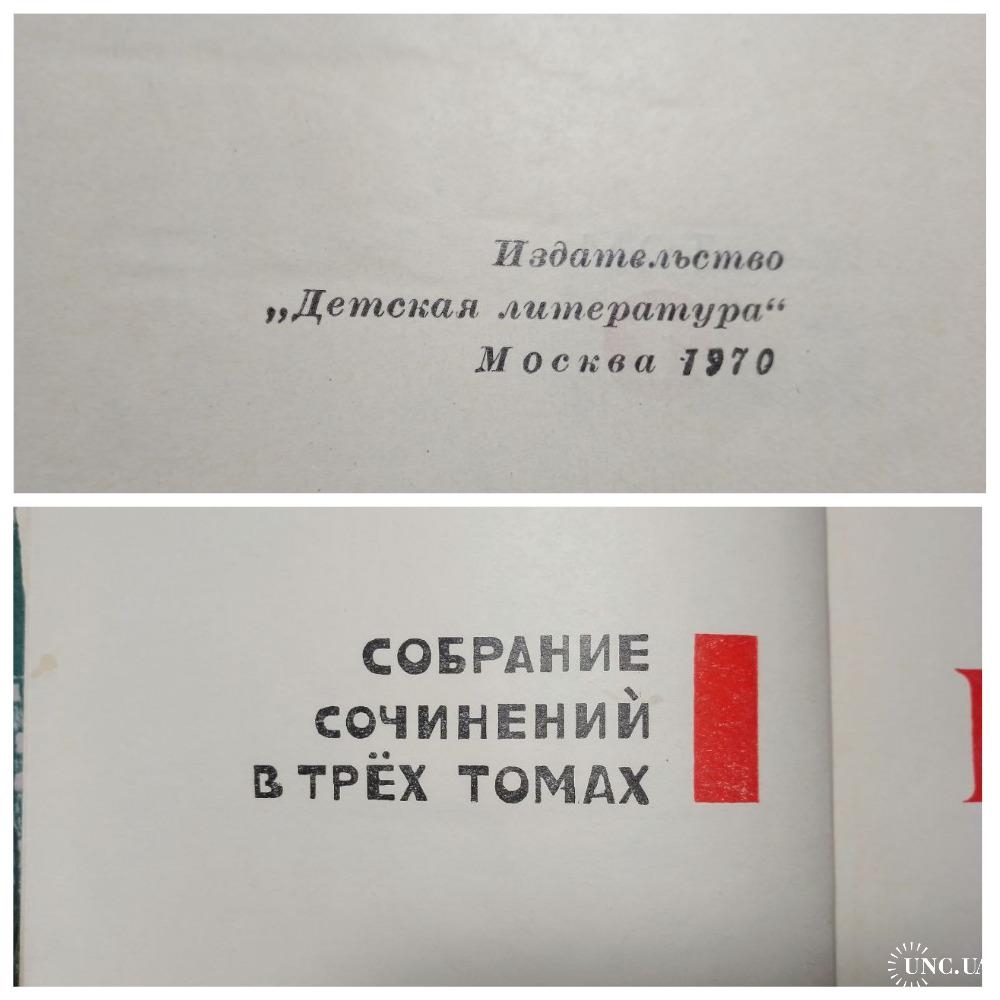 Издательство
„Детская литература“
Москва 1970
СОБРАНИЕ
СОЧИНЕНИЙ
В ТРЁХ ТОМАХ
UNC.UA